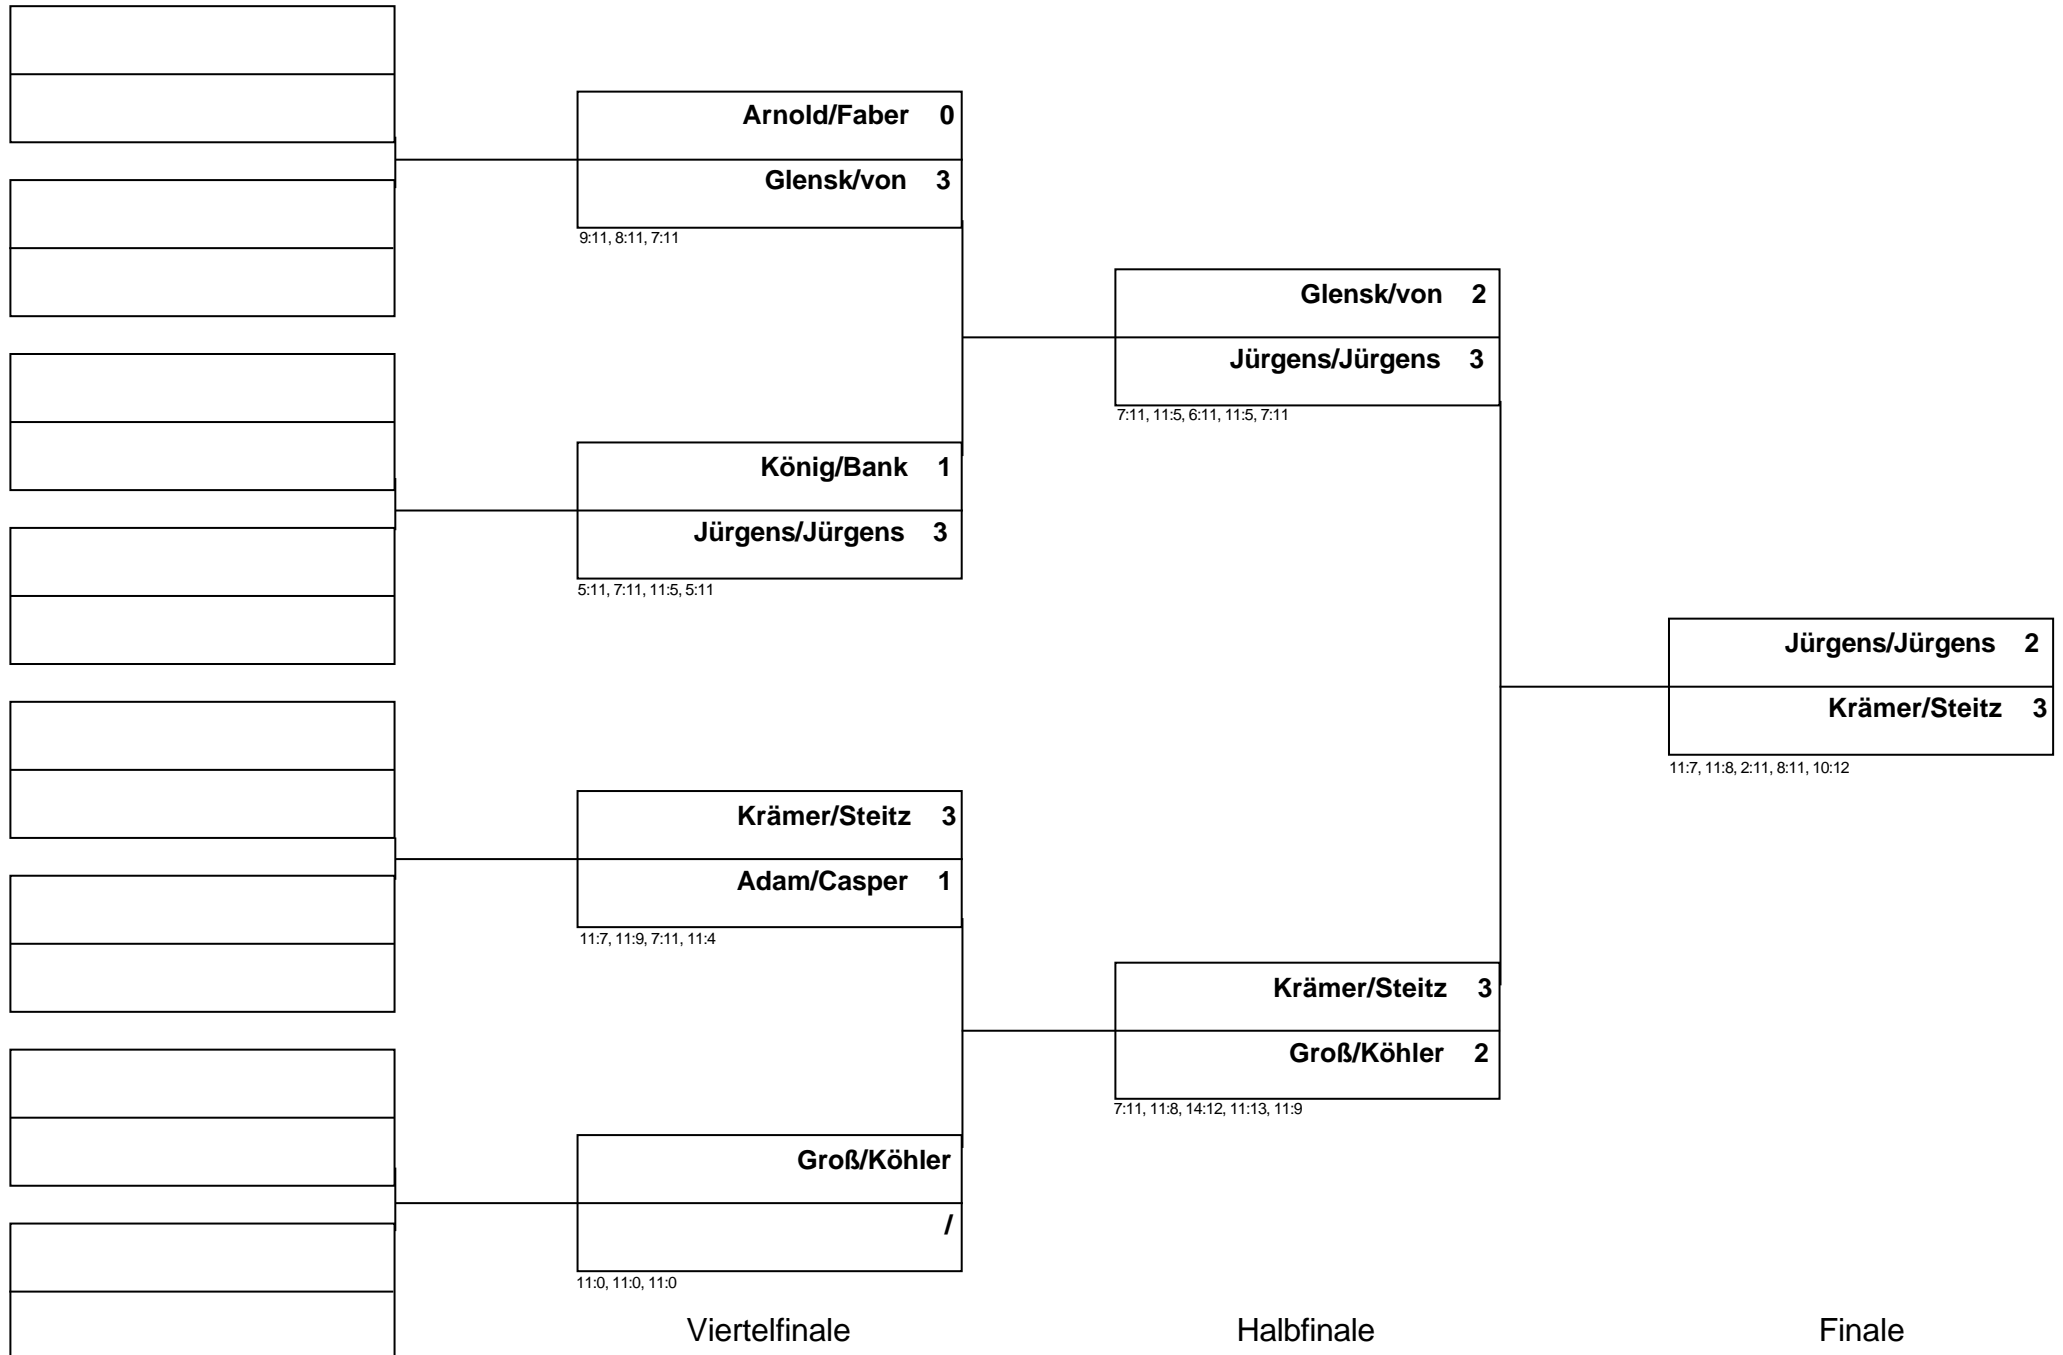 Arnold/Faber 0
Glensk/von 3
9:11, 8:11, 7:11
König/Bank 1
Jürgens/Jürgens 3
5:11, 7:11, 11:5, 5:11
Krämer/Steitz 3
Adam/Casper 1
11:7, 11:9, 7:11, 11:4
Groß/Köhler
/
11:0, 11:0, 11:0
Viertelfinale
Glensk/von 2
Jürgens/Jürgens 3
7:11, 11:5, 6:11, 11:5, 7:11
Krämer/Steitz 3
Groß/Köhler 2
7:11, 11:8, 14:12, 11:13, 11:9
Halbfinale
Jürgens/Jürgens 2
Krämer/Steitz 3
11:7, 11:8, 2:11, 8:11, 10:12
Finale